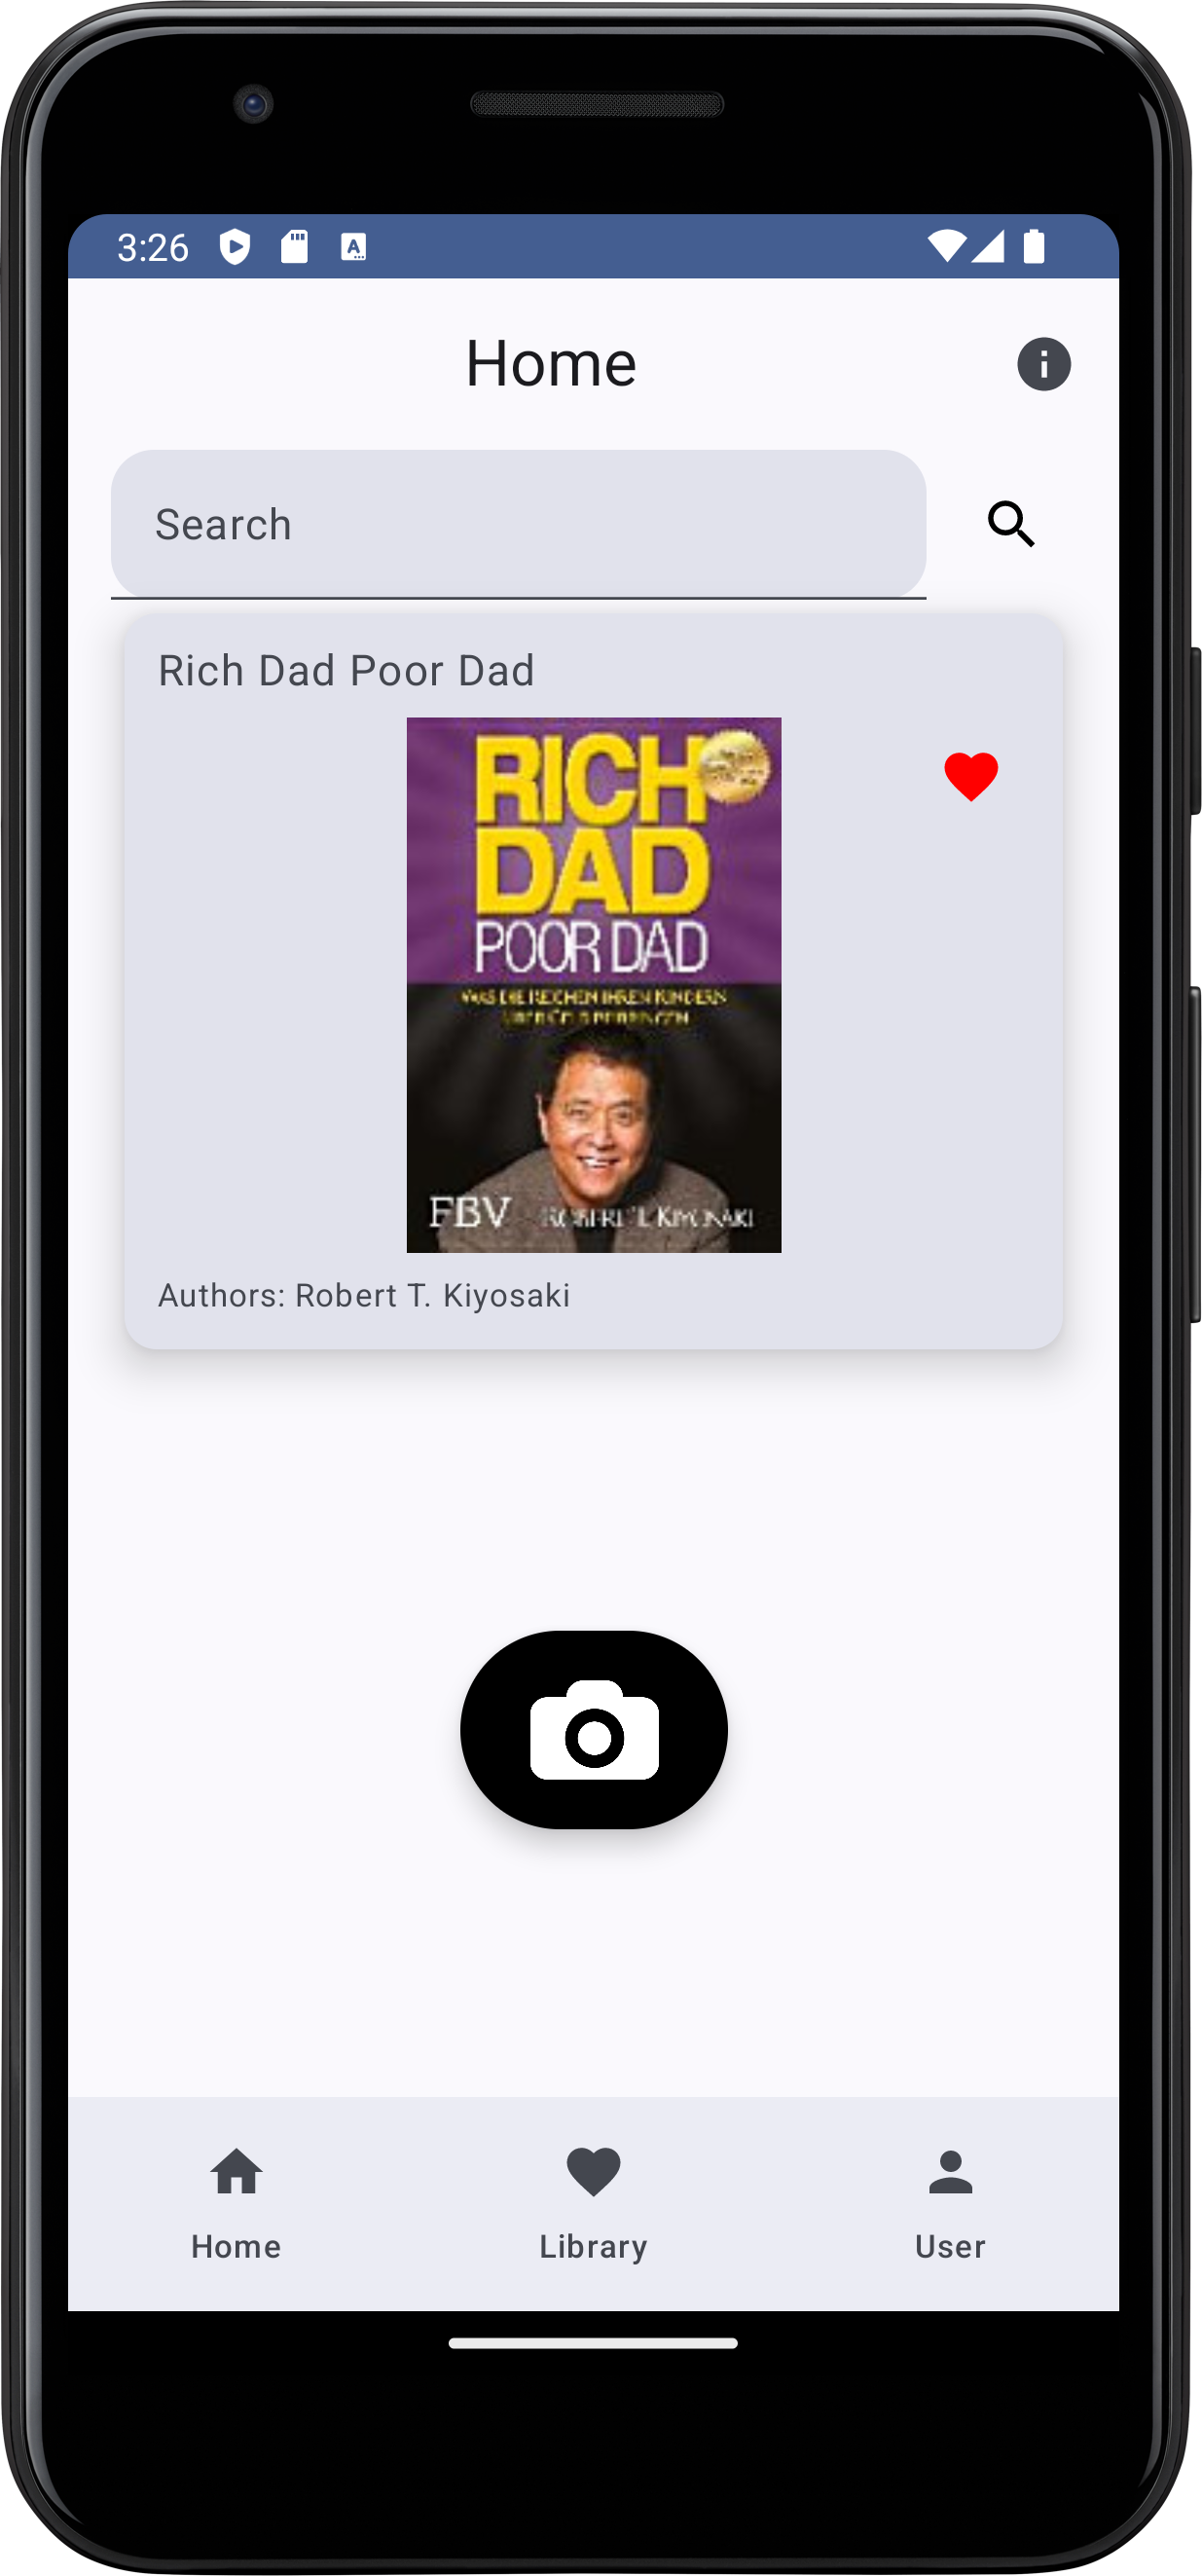 3:26
Home
Search
Rich Dad Poor Dad
RICH
DAD
POOR DAD
WAS DIE REICHEN IHREN KINDERN
FBV ROBERT T. KIYOSAKI
Authors: Robert T. Kiyosaki
Home Library User